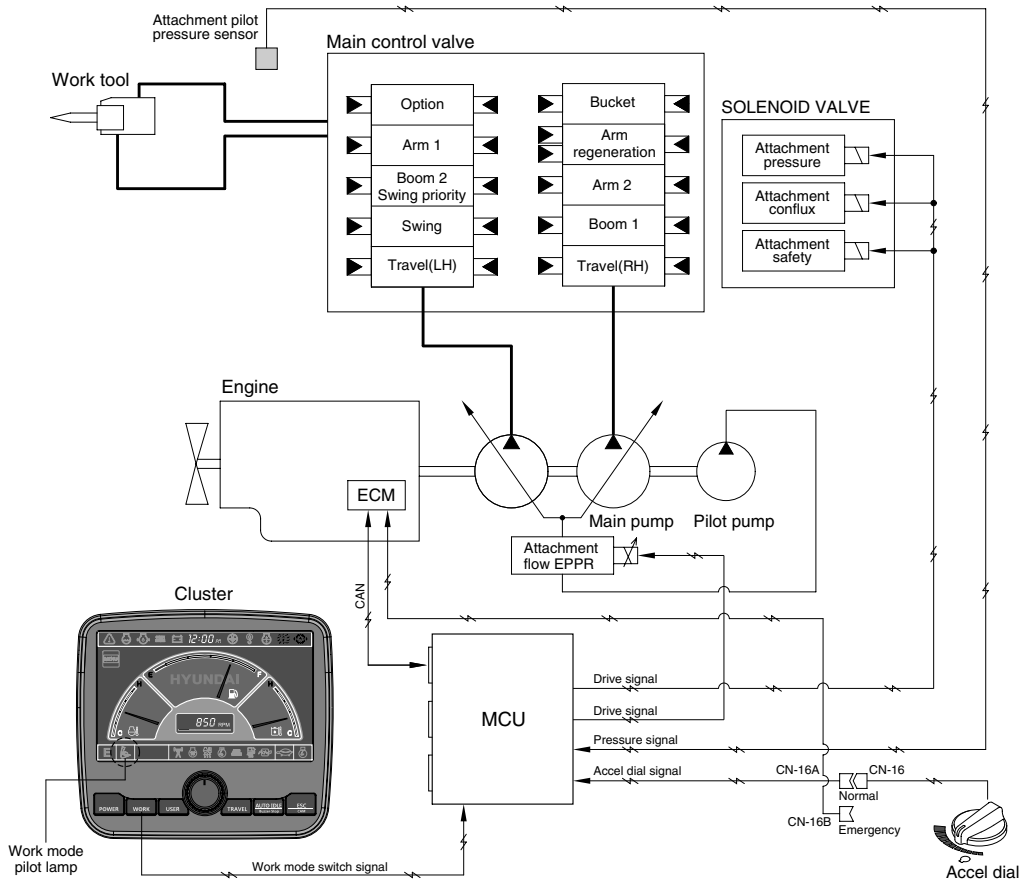 Attachment pilot
pressure sensor
Main control valve
Work tool
Option
Arm 1
Boom 2
Swing priority
Swing
Travel(LH)
Bucket
Arm
regeneration
Arm 2
Boom 1
Travel(RH)
SOLENOID VALVE
Attachment
pressure
Attachment
conflux
Attachment
safety
Engine
ECM
Main pump
Pilot pump
Attachment
flow EPPR
CAN
Cluster
12:00
E
F
H
H
HYUNDAI
C
C
850 RPM
E
POWER
WORK
USER
TRAVEL
AUTO IDLE
ESC
CAM
Work mode
pilot lamp
Work mode switch signal
MCU
Drive signal
Drive signal
Pressure signal
Accel dial signal
CN-16A
CN-16
Normal
CN-16B
Emergency
Accel dial